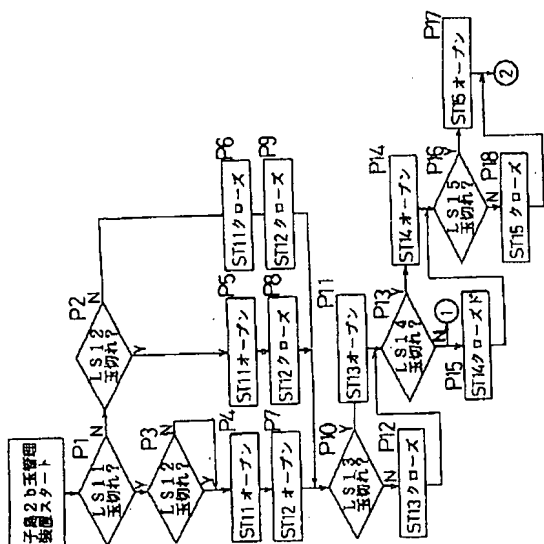 子島2b玉管理
装置スタート
P1
LS11
玉切れ?
N
Y
P2
LS12
玉切れ?
N
Y
P3
LS12
玉切れ?
N
Y
P4
ST11オープン
P5
ST11オープン
P6
ST11クローズ
P7
ST12オープン
P8
ST12クローズ
P9
ST12クローズ
P10
LS13
玉切れ?
Y
N
P11
ST13オープン
P12
ST13クローズ
P13
LS14
玉切れ?
Y
N
①
P14
ST14オープン
P15
ST14クローズド
P16
LS15
玉切れ?
Y
N
P17
ST15オープン
P18
ST15クローズ
②